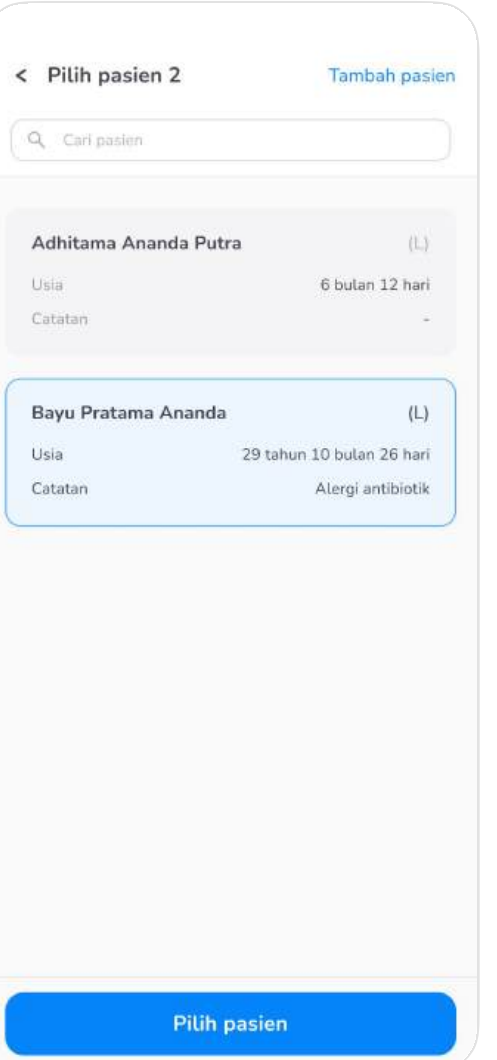 < Pilih pasien 2 Tambah pasien
Cari pasien
Adhitama Ananda Putra (L)
Usia 6 bulan 12 hari
Catatan -
Bayu Pratama Ananda (L)
Usia 29 tahun 10 bulan 26 hari
Catatan Alergi antibiotik
Pilih pasien